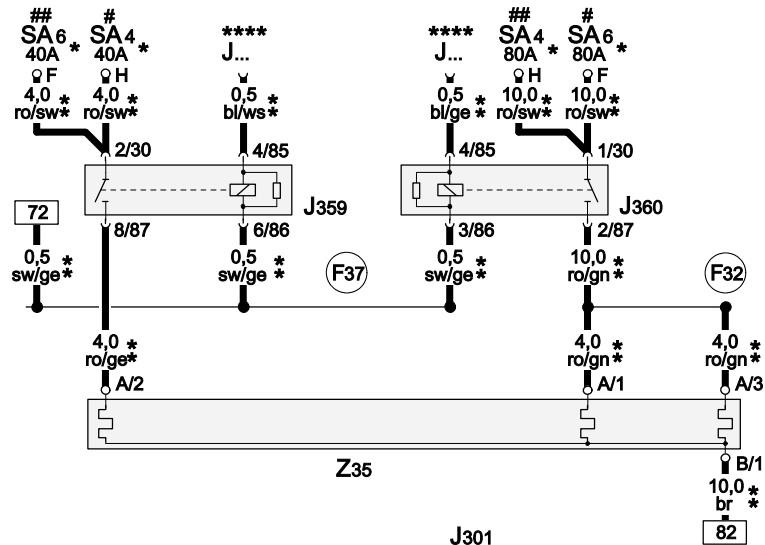 ## # **** **** ## #
SA6 * SA4 * J... J... SA4 * SA6 *
40A 40A 80A 80A
F H H F
4,0 * 4,0 * 0,5 * 0,5 * 10,0 * 10,0 *
ro/sw* ro/sw* bl/ws* bl/ge* ro/sw* ro/sw*
2/30 4/85 4/85 1/30
J359 J360
72 8/87 6/86 3/86 2/87
0,5 * 0,5 * F37 0,5 * 10,0 * F32
sw/ge* sw/ge* sw/ge* ro/gn*
4,0 * 4,0 * 4,0 *
ro/ge* ro/gn* ro/gn*
A/2 A/1 A/3
Z35 B/1
10,0 *
br *
J301 82